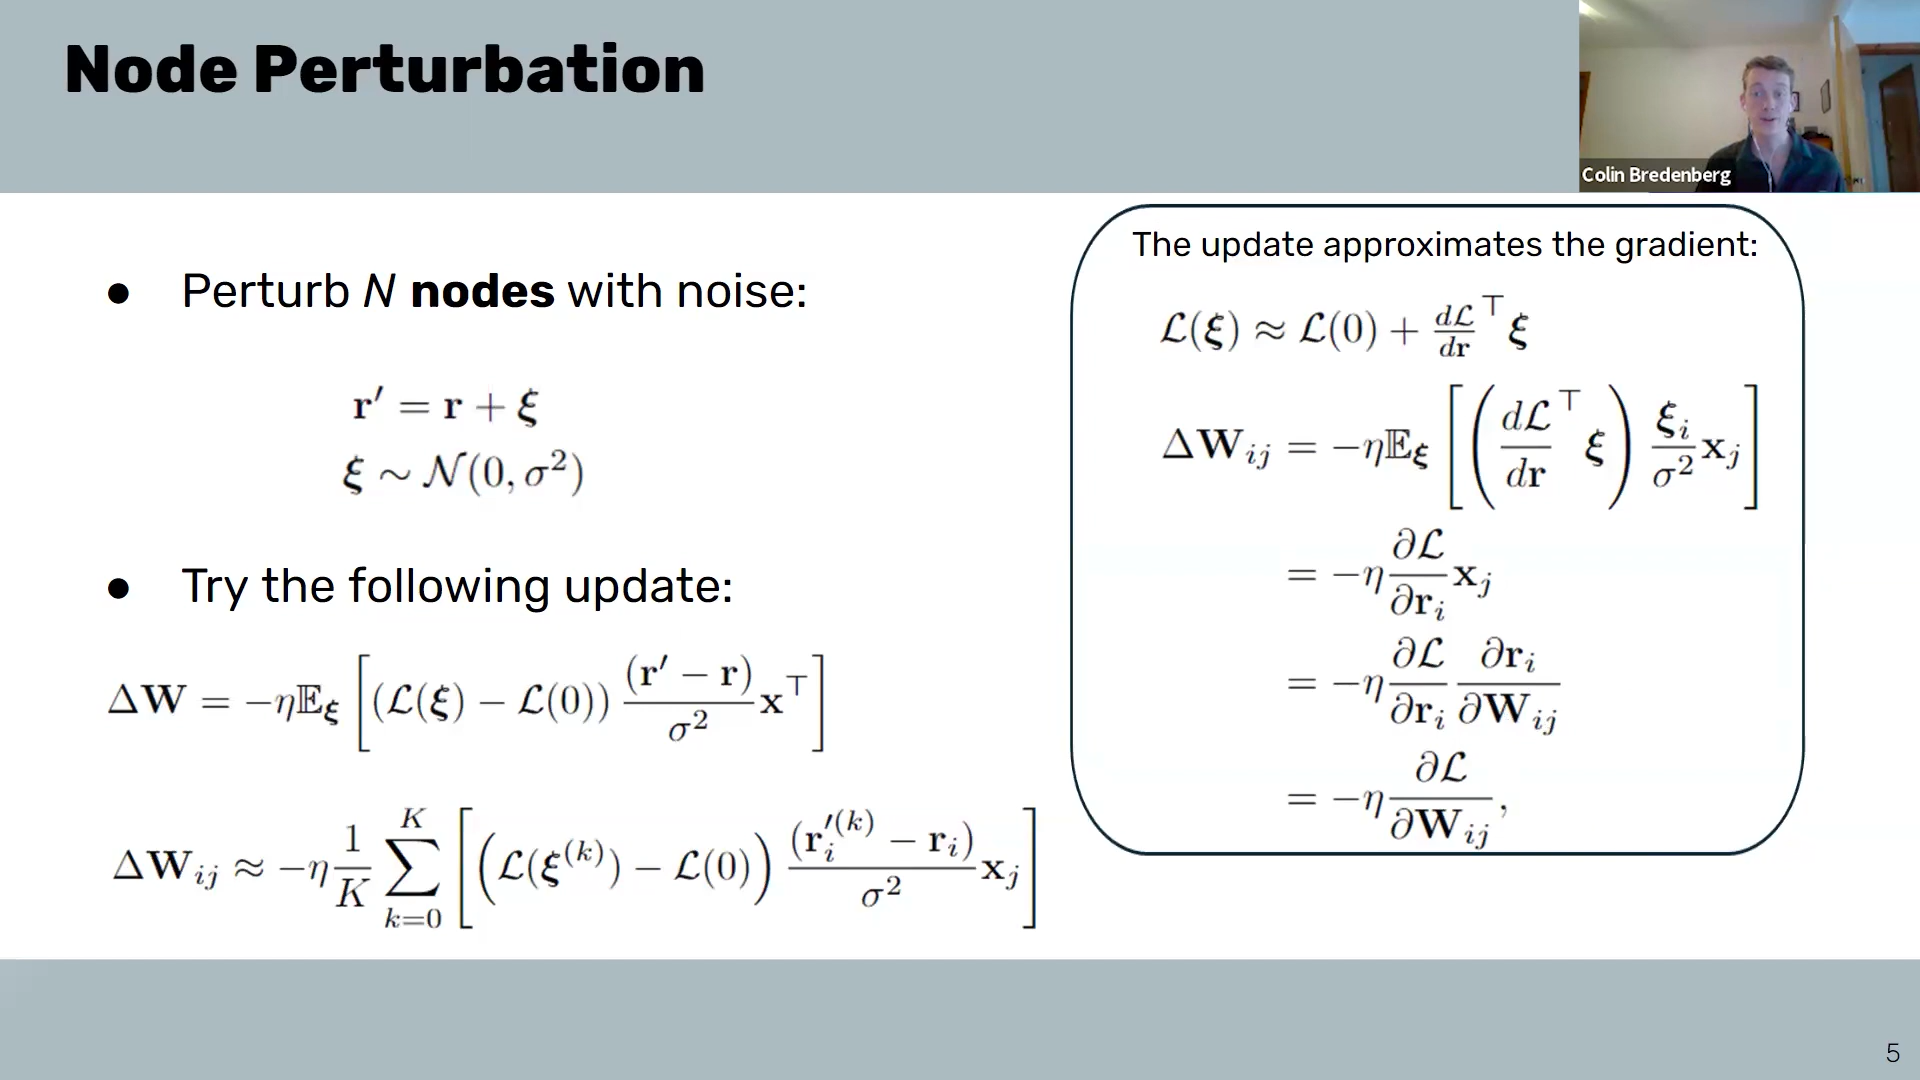 Node Perturbation
Colin Bredenberg
● Perturb N nodes with noise:
r′ = r + ξ
ξ ∼ 𝒩(0, σ²)
● Try the following update:
ΔW = −η𝔼_ξ [(ℒ(ξ) − ℒ(0)) (r′ − r)/σ² x^⊤]
ΔW_ij ≈ −η 1/K ∑_{k=0}^{K} [(ℒ(ξ^(k)) − ℒ(0)) (r_i′^(k) − r_i)/σ² x_j]
The update approximates the gradient:
ℒ(ξ) ≈ ℒ(0) + dℒ/dr^⊤ ξ
ΔW_ij = −η𝔼_ξ [(dℒ/dr^⊤ ξ) ξ_i/σ² x_j]
= −η ∂ℒ/∂r_i x_j
= −η ∂ℒ/∂r_i ∂r_i/∂W_ij
= −η ∂ℒ/∂W_ij,
5